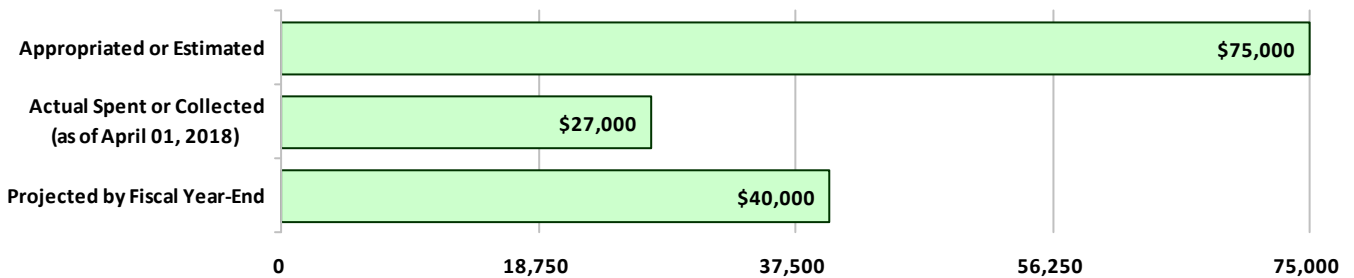 Appropriated or Estimated
$75,000
Actual Spent or Collected
(as of April 01, 2018)
$27,000
Projected by Fiscal Year-End
$40,000
0 18,750 37,500 56,250 75,000